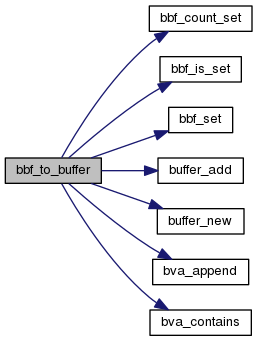 bbf_count_set
bbf_is_set
bbf_set
bbf_to_buffer
buffer_add
buffer_new
bva_append
bva_contains